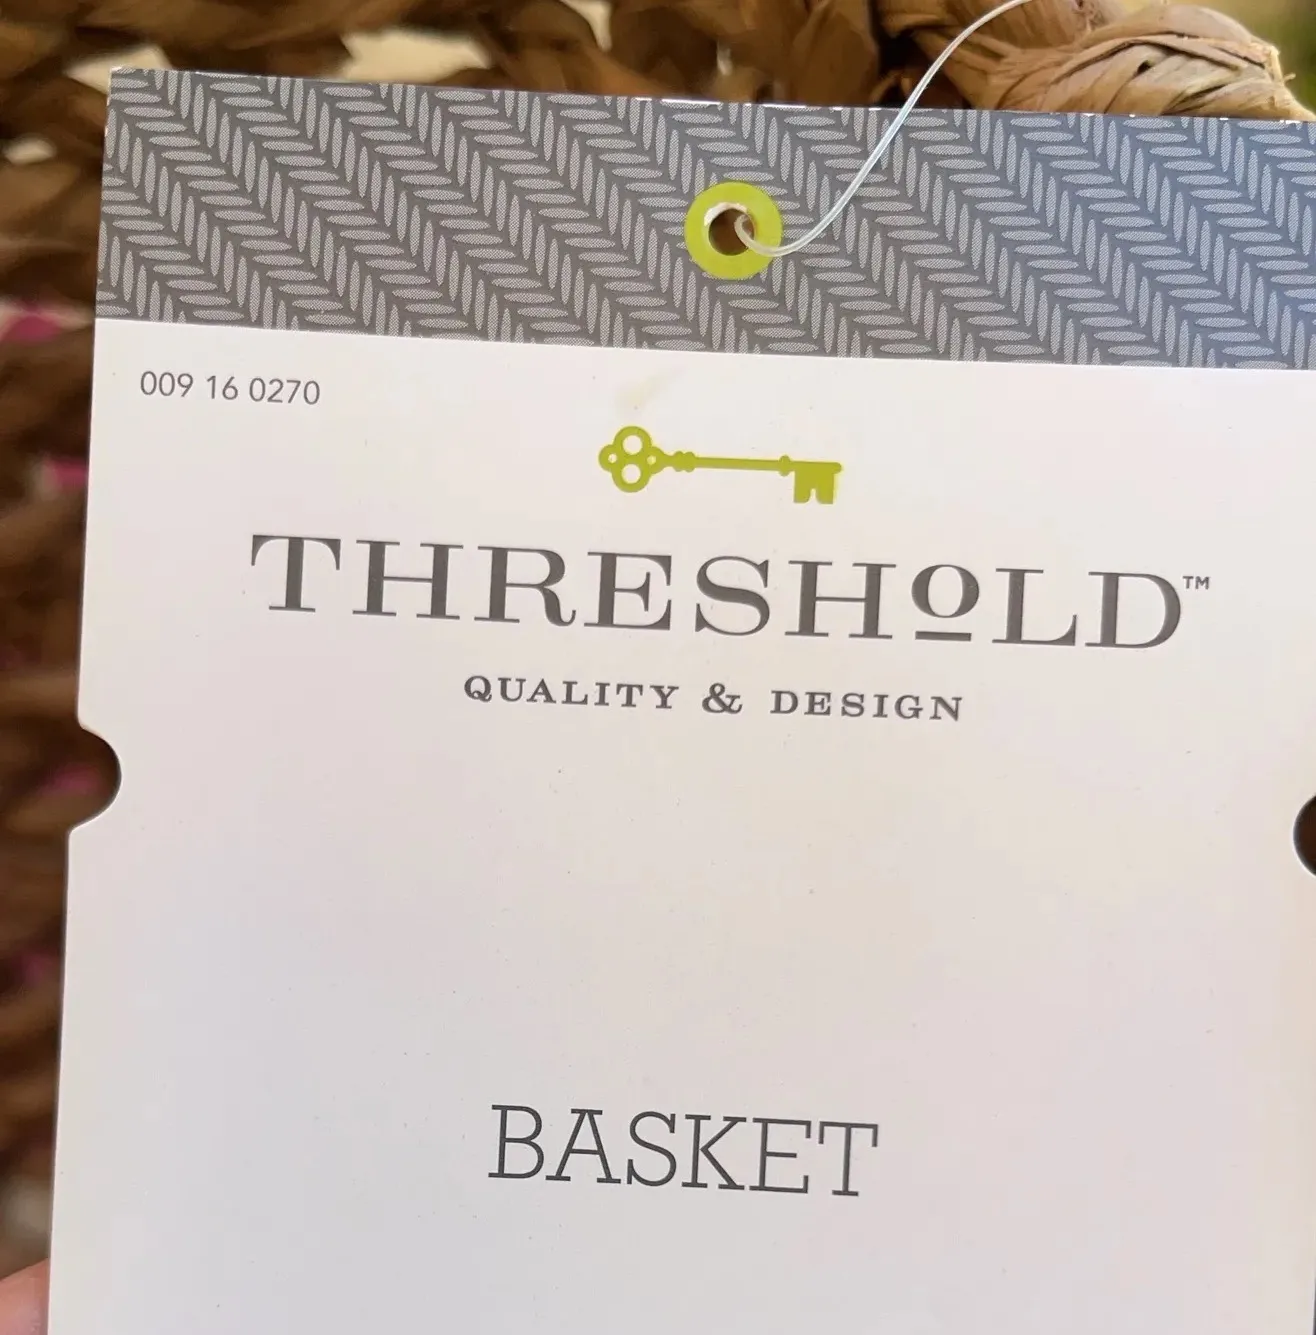 009 16 0270
THRESHOLD™
QUALITY & DESIGN
BASKET